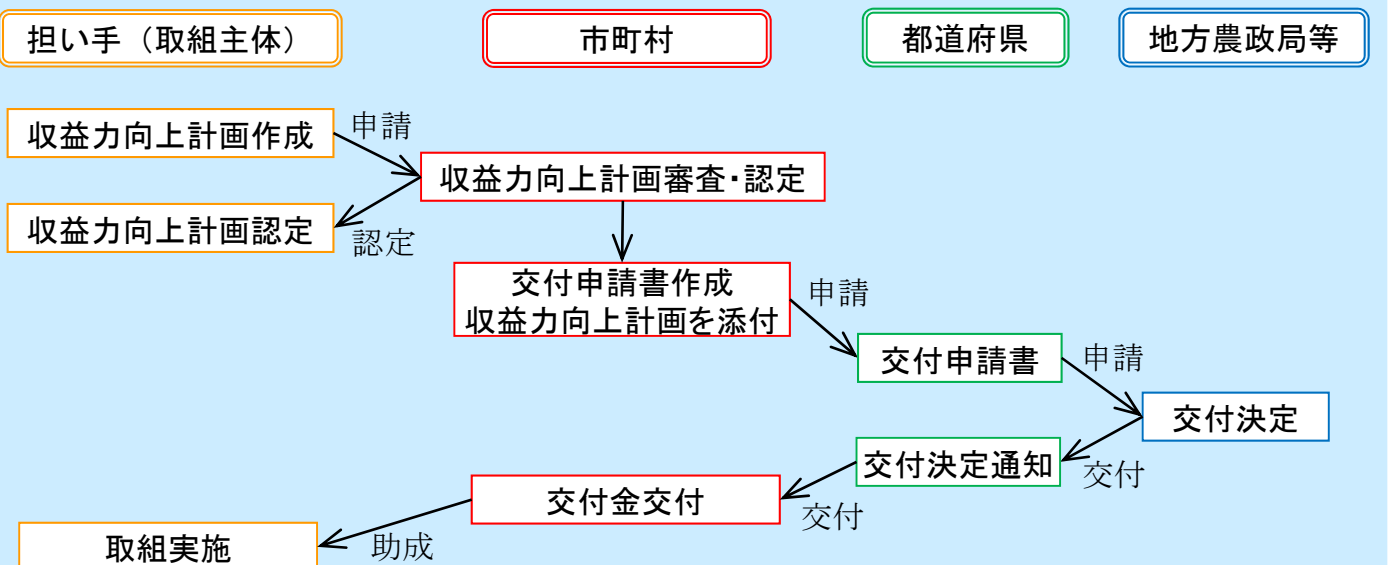 担い手（取組主体）
市町村
都道府県
地方農政局等
収益力向上計画作成
申請
収益力向上計画審査・認定
収益力向上計画認定
認定
交付申請書作成
収益力向上計画を添付
申請
交付申請書
申請
交付決定
交付決定通知
交付
交付金交付
交付
取組実施
助成